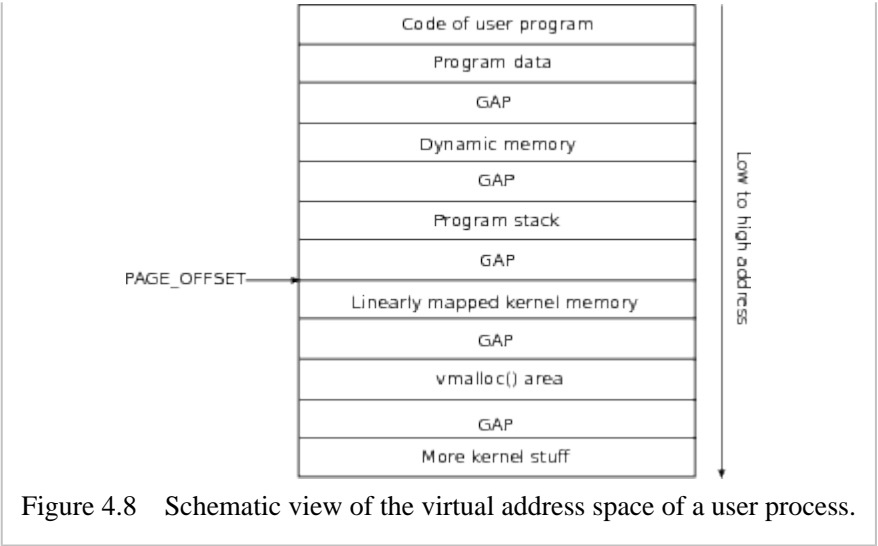 Code of user program
Program data
GAP
Dynamic memory
GAP
Program stack
GAP
PAGE_OFFSET
Linearly mapped kernel memory
GAP
vmalloc() area
GAP
More kernel stuff
Low to high address
Figure 4.8 Schematic view of the virtual address space of a user process.